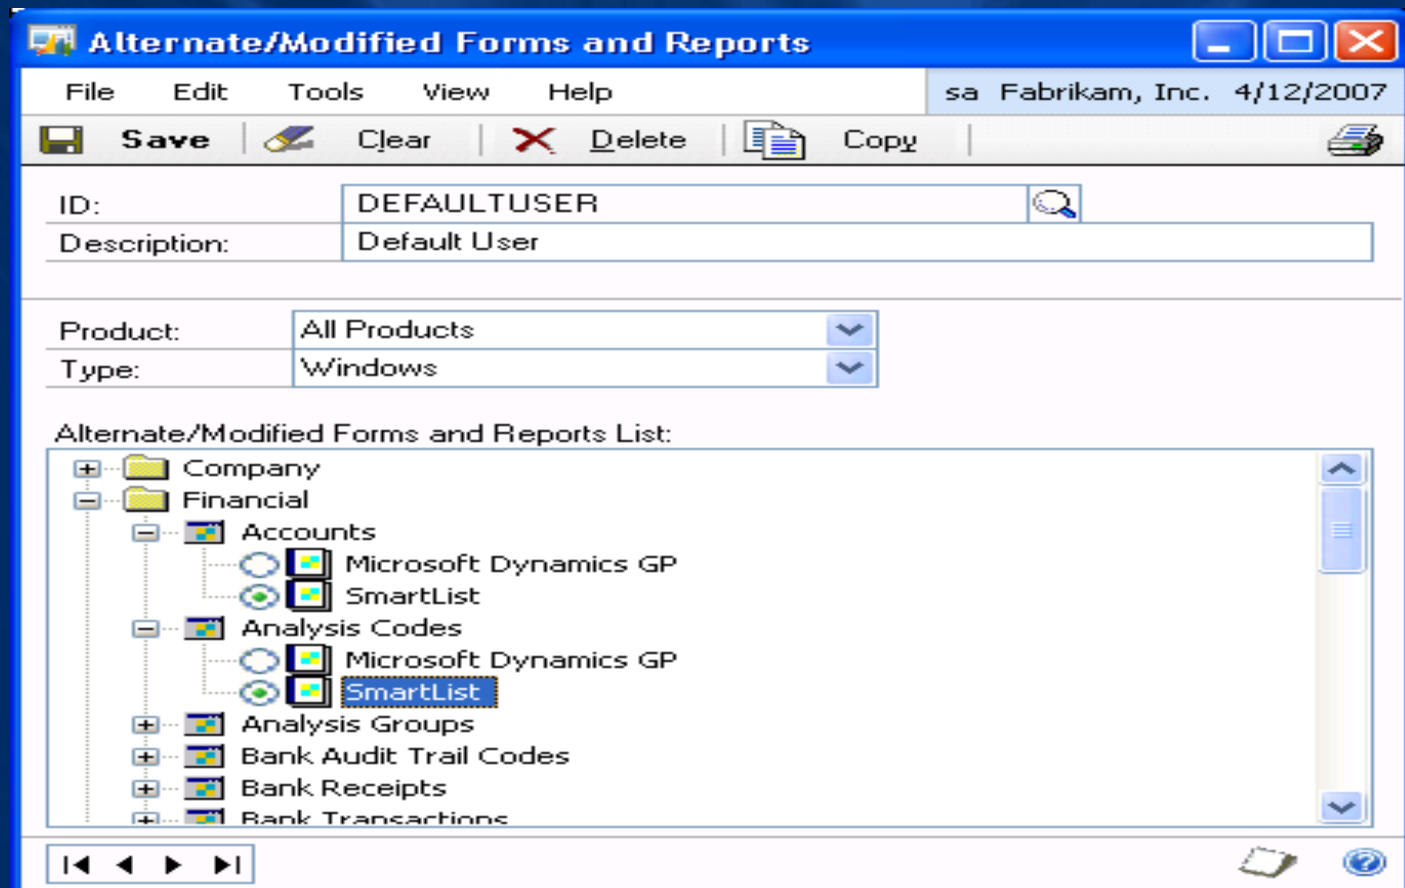 Alternate/Modified Forms and Reports
File Edit Tools View Help sa Fabrikam, Inc. 4/12/2007
Save Clear Delete Copy
ID: DEFAULTUSER
Description: Default User
Product: All Products
Type: Windows
Alternate/Modified Forms and Reports List:
Company
Financial
Accounts
Microsoft Dynamics GP
SmartList
Analysis Codes
Microsoft Dynamics GP
SmartList
Analysis Groups
Bank Audit Trail Codes
Bank Receipts
Bank Transactions